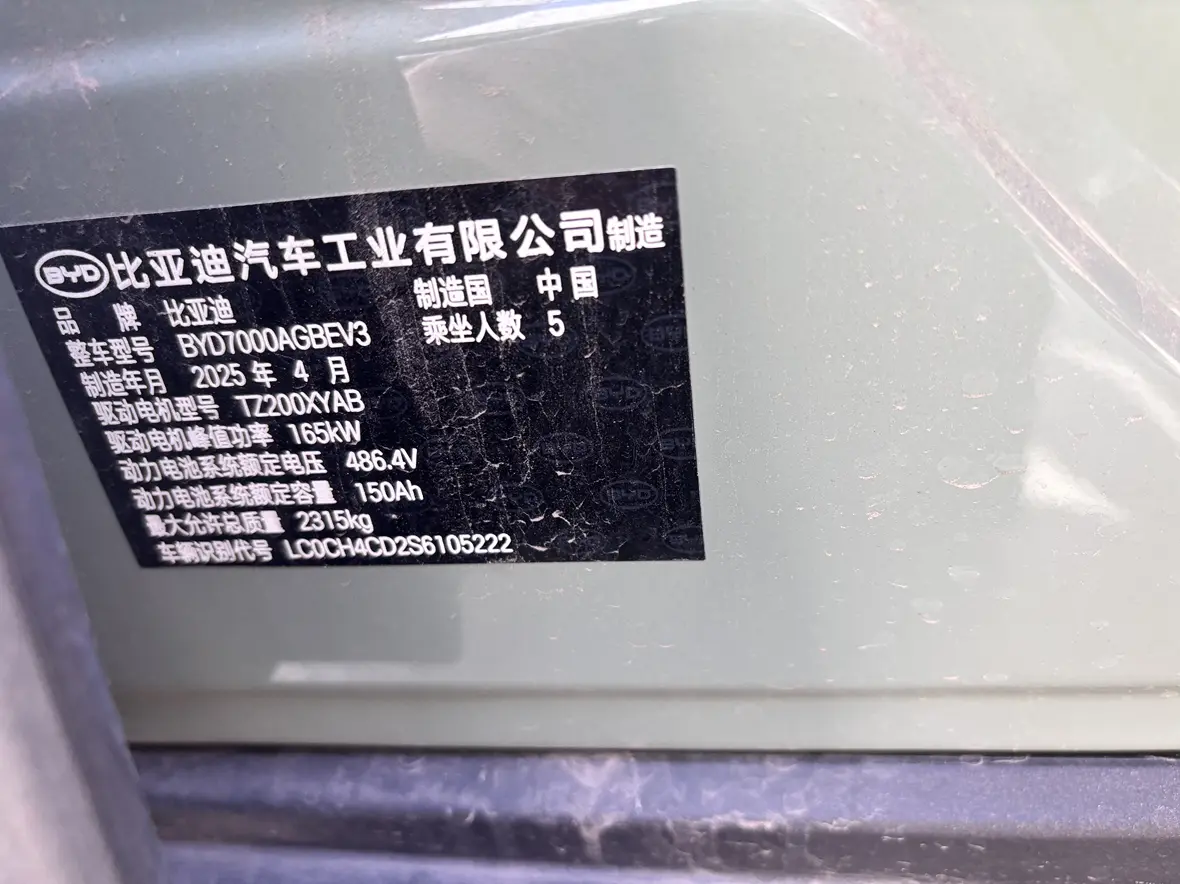 BYD 比亚迪汽车工业有限公司制造
品牌 比亚迪 制造国 中国
整车型号 BYD7000AGBEV3 乘坐人数 5
制造年月 2025年4月
驱动电机型号 TZ200XYAB
驱动电机峰值功率 165kW
动力电池系统额定电压 486.4V
动力电池系统额定容量 150Ah
最大允许总质量 2315kg
车辆识别代号 LC0CH4CD2S6105222